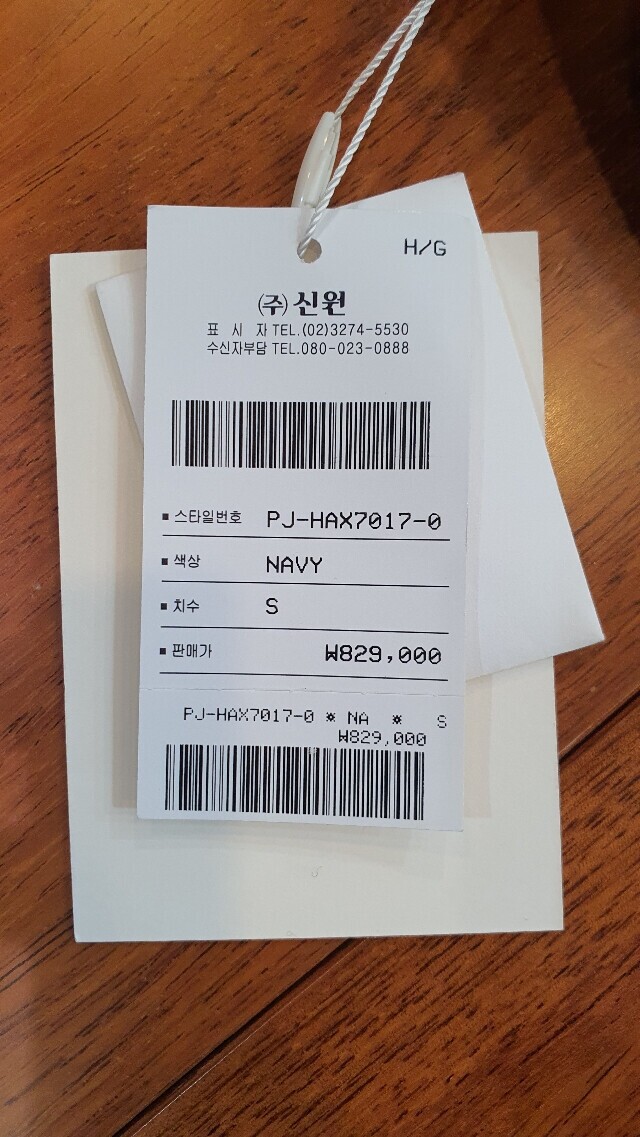 H/G
(주)신원
표 시 자 TEL.(02)3274-5530
수신자부담 TEL.080-023-0888
■ 스타일번호 PJ-HAX7017-0
■ 색상 NAVY
■ 치수 S
■ 판매가 ₩829,000
PJ-HAX7017-0 * NA * S
₩829,000